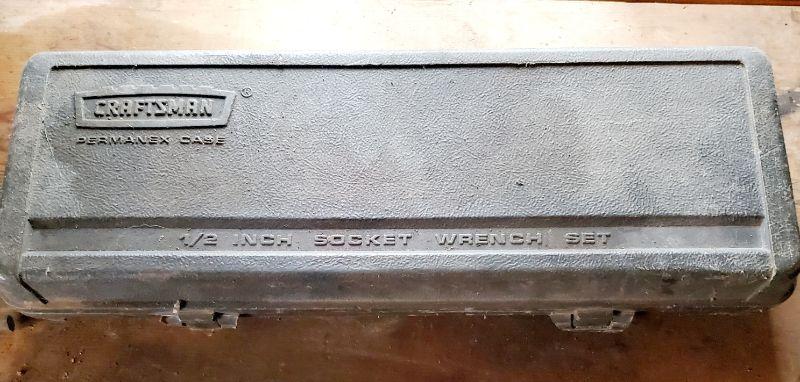 CRAFTSMAN ®
PERMANEX CASE
1/2 INCH SOCKET WRENCH SET